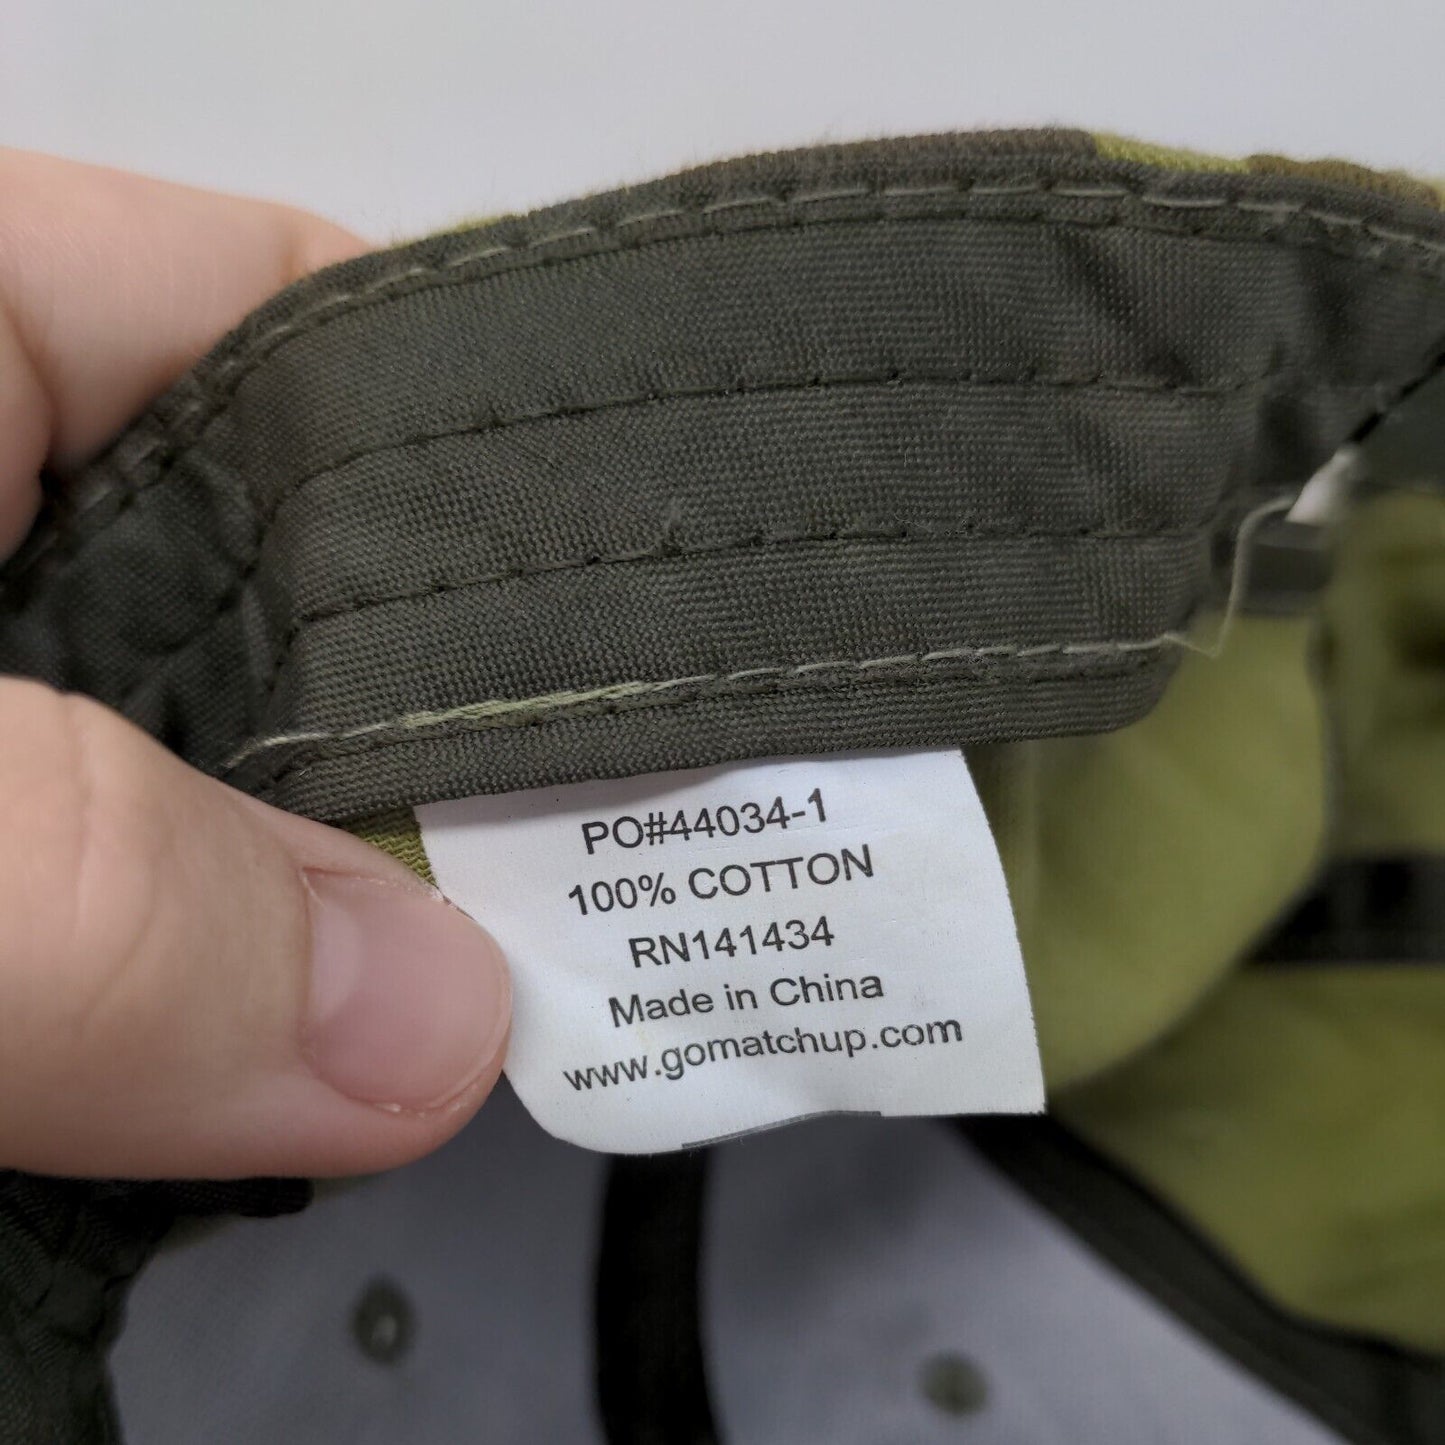 PO#44034-1
100% COTTON
RN141434
Made in China
www.gomatchup.com